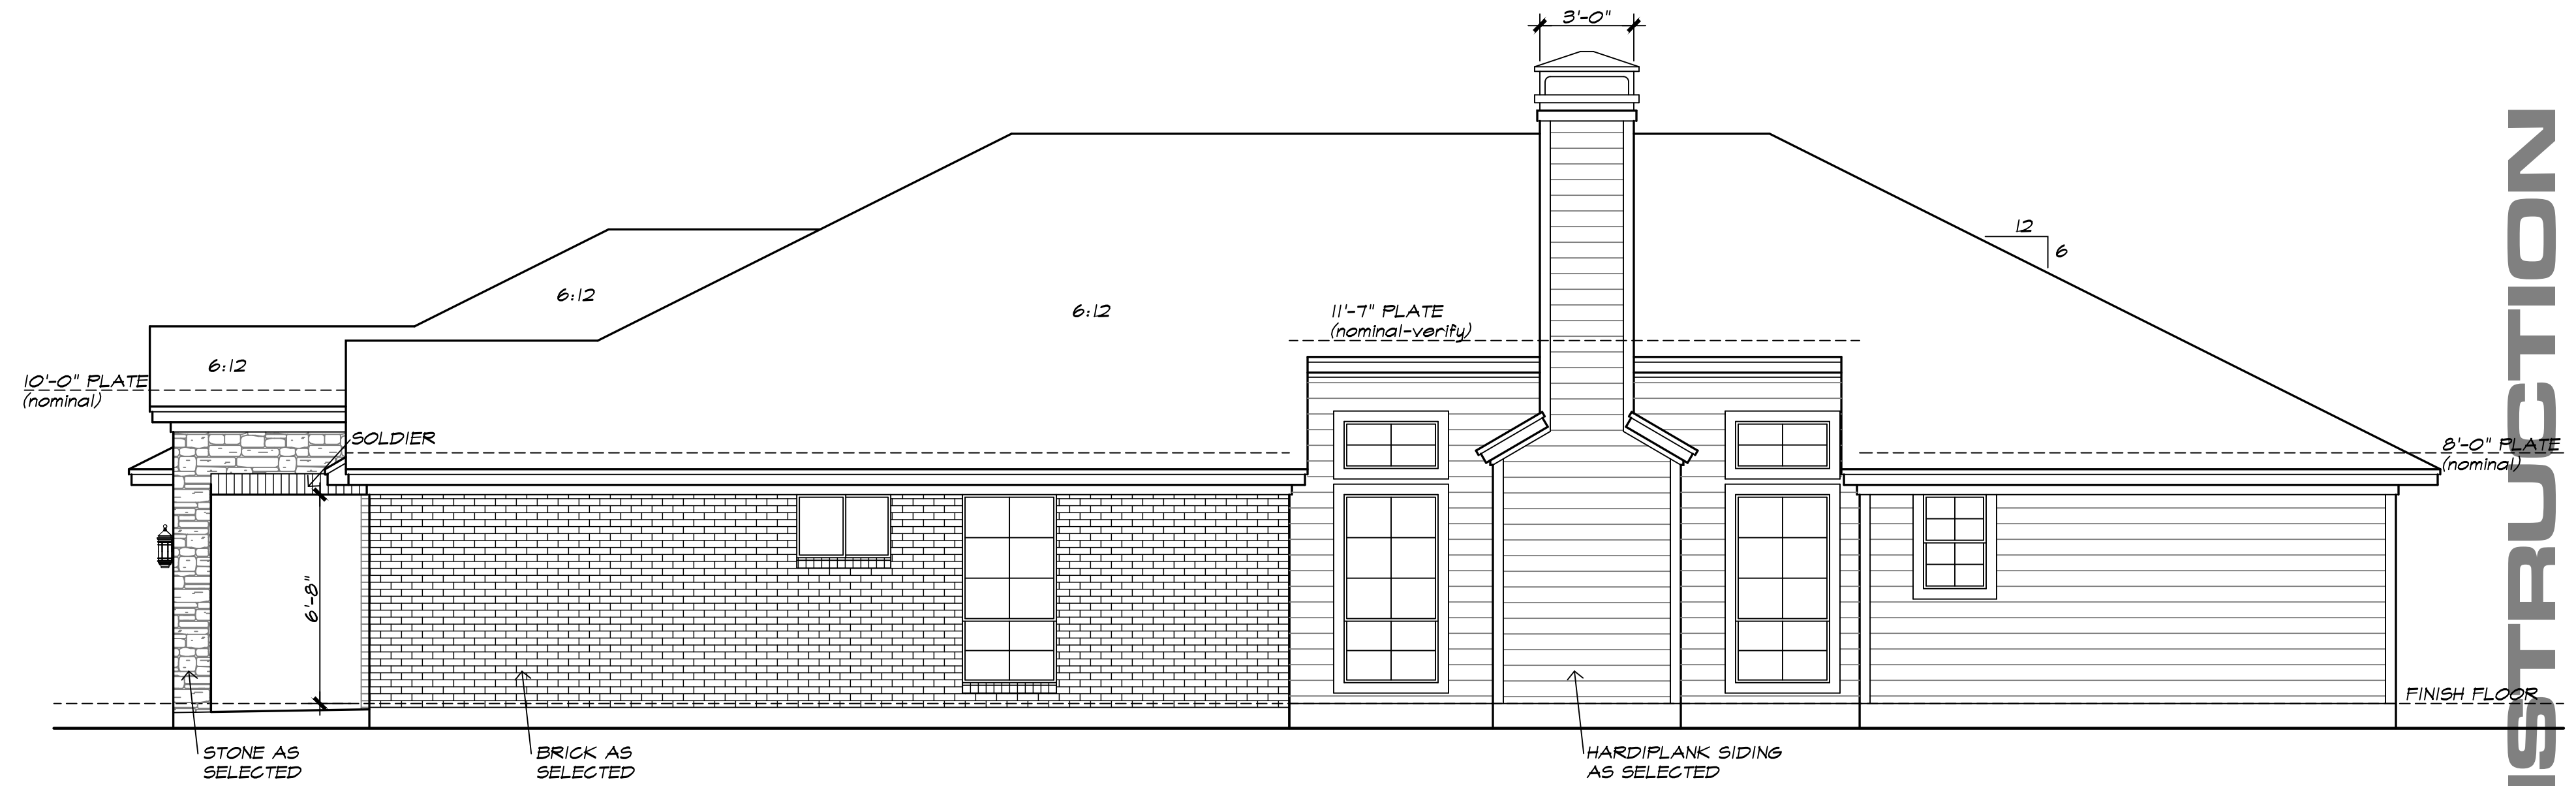 3'-0"
12
6
6:12
6:12
6:12
11'-7" PLATE
(nominal-verify)
10'-0" PLATE
(nominal)
SOLDIER
8'-0" PLATE
(nominal)
6'-8"
FINISH FLOOR
STONE AS
SELECTED
BRICK AS
SELECTED
HARDIPLANK SIDING
AS SELECTED
ISTRUCTION